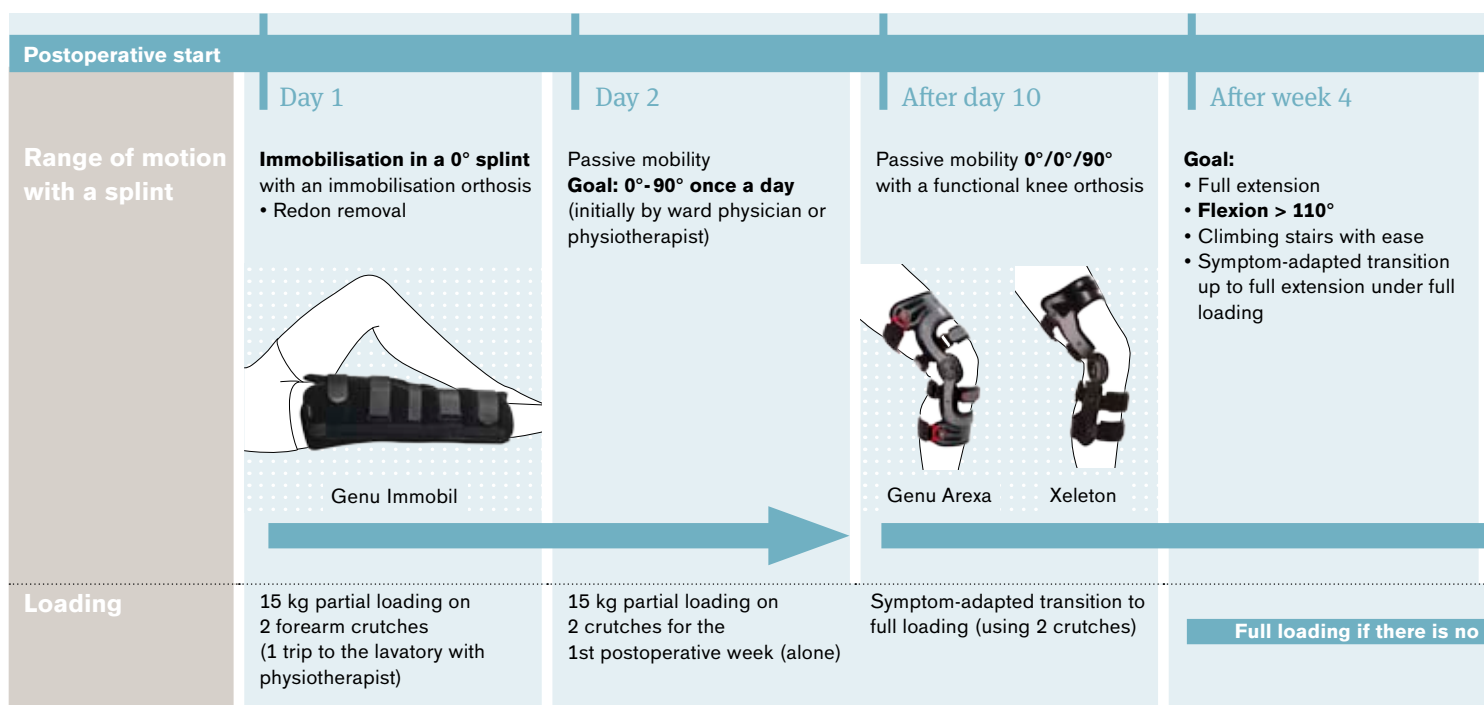 Postoperative start
Day 1
Day 2
After day 10
After week 4
Range of motion
with a splint
Immobilisation in a 0° splint
with an immobilisation orthosis
• Redon removal
Genu Immobil
Passive mobility
Goal: 0°-90° once a day
(initially by ward physician or
physiotherapist)
Passive mobility 0°/0°/90°
with a functional knee orthosis
Genu Arexa
Xeleton
Goal:
• Full extension
• Flexion > 110°
• Climbing stairs with ease
• Symptom-adapted transition
up to full extension under full
loading
Loading
15 kg partial loading on
2 forearm crutches
(1 trip to the lavatory with
physiotherapist)
15 kg partial loading on
2 crutches for the
1st postoperative week (alone)
Symptom-adapted transition to
full loading (using 2 crutches)
Full loading if there is no